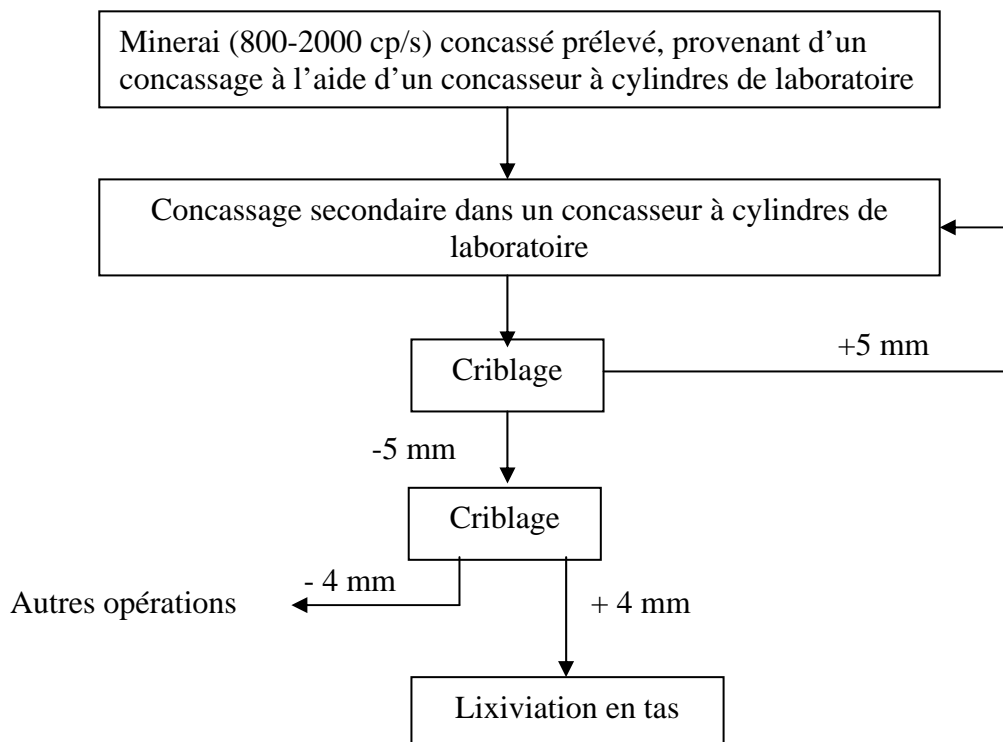 Minerai (800-2000 cp/s) concassé prélevé, provenant d’un
concassage à l’aide d’un concasseur à cylindres de laboratoire
Concassage secondaire dans un concasseur à cylindres de
laboratoire
+5 mm
Criblage
-5 mm
Criblage
- 4 mm
Autres opérations
+ 4 mm
Lixiviation en tas